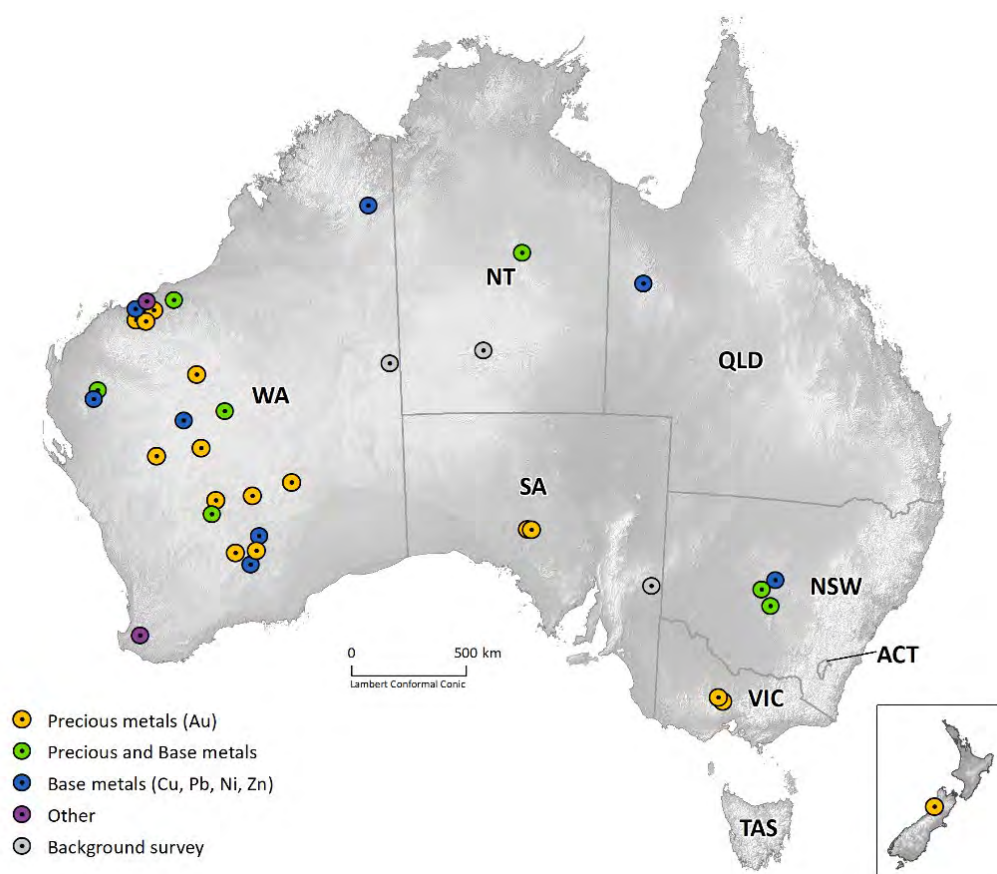 NT
QLD
WA
SA
NSW
ACT
VIC
TAS
0 500 km
Lambert Conformal Conic
Precious metals (Au)
Precious and Base metals
Base metals (Cu, Pb, Ni, Zn)
Other
Background survey